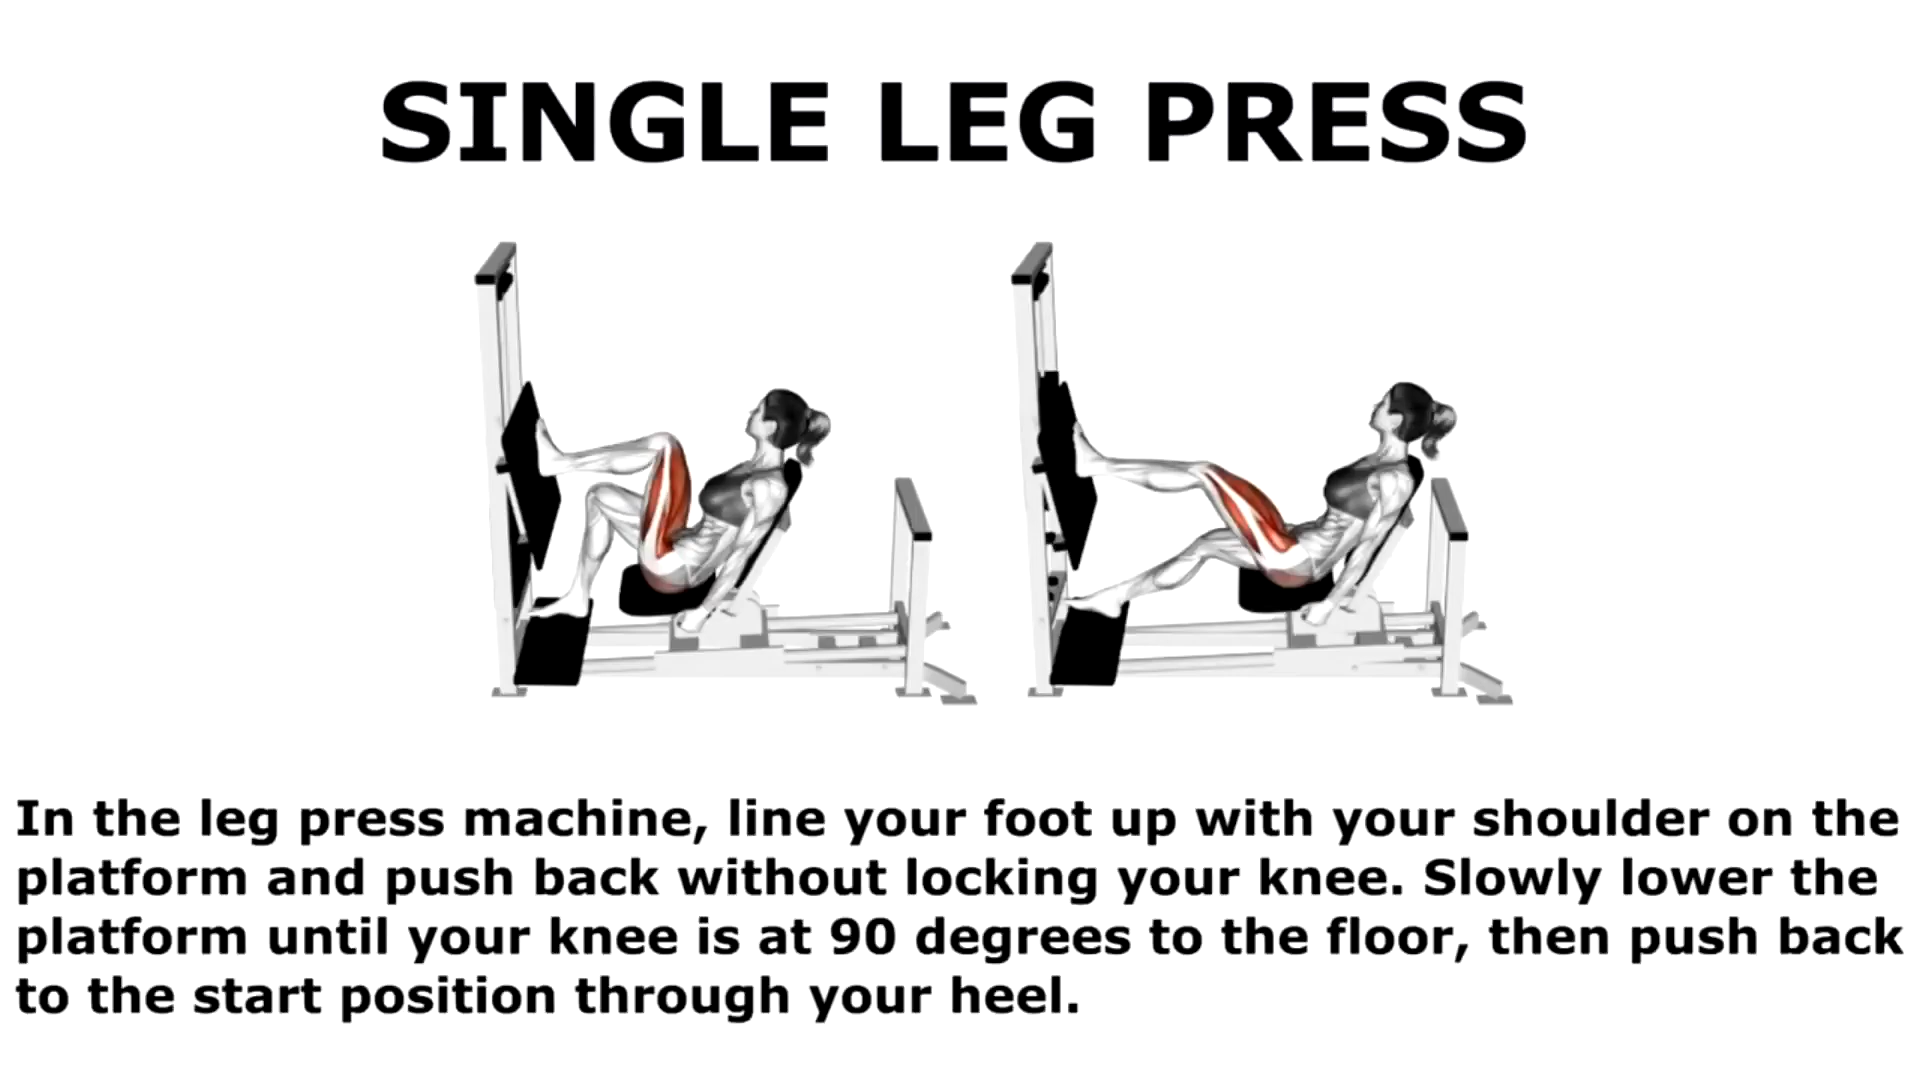 SINGLE LEG PRESS
In the leg press machine, line your foot up with your shoulder on the
platform and push back without locking your knee. Slowly lower the
platform until your knee is at 90 degrees to the floor, then push back
to the start position through your heel.